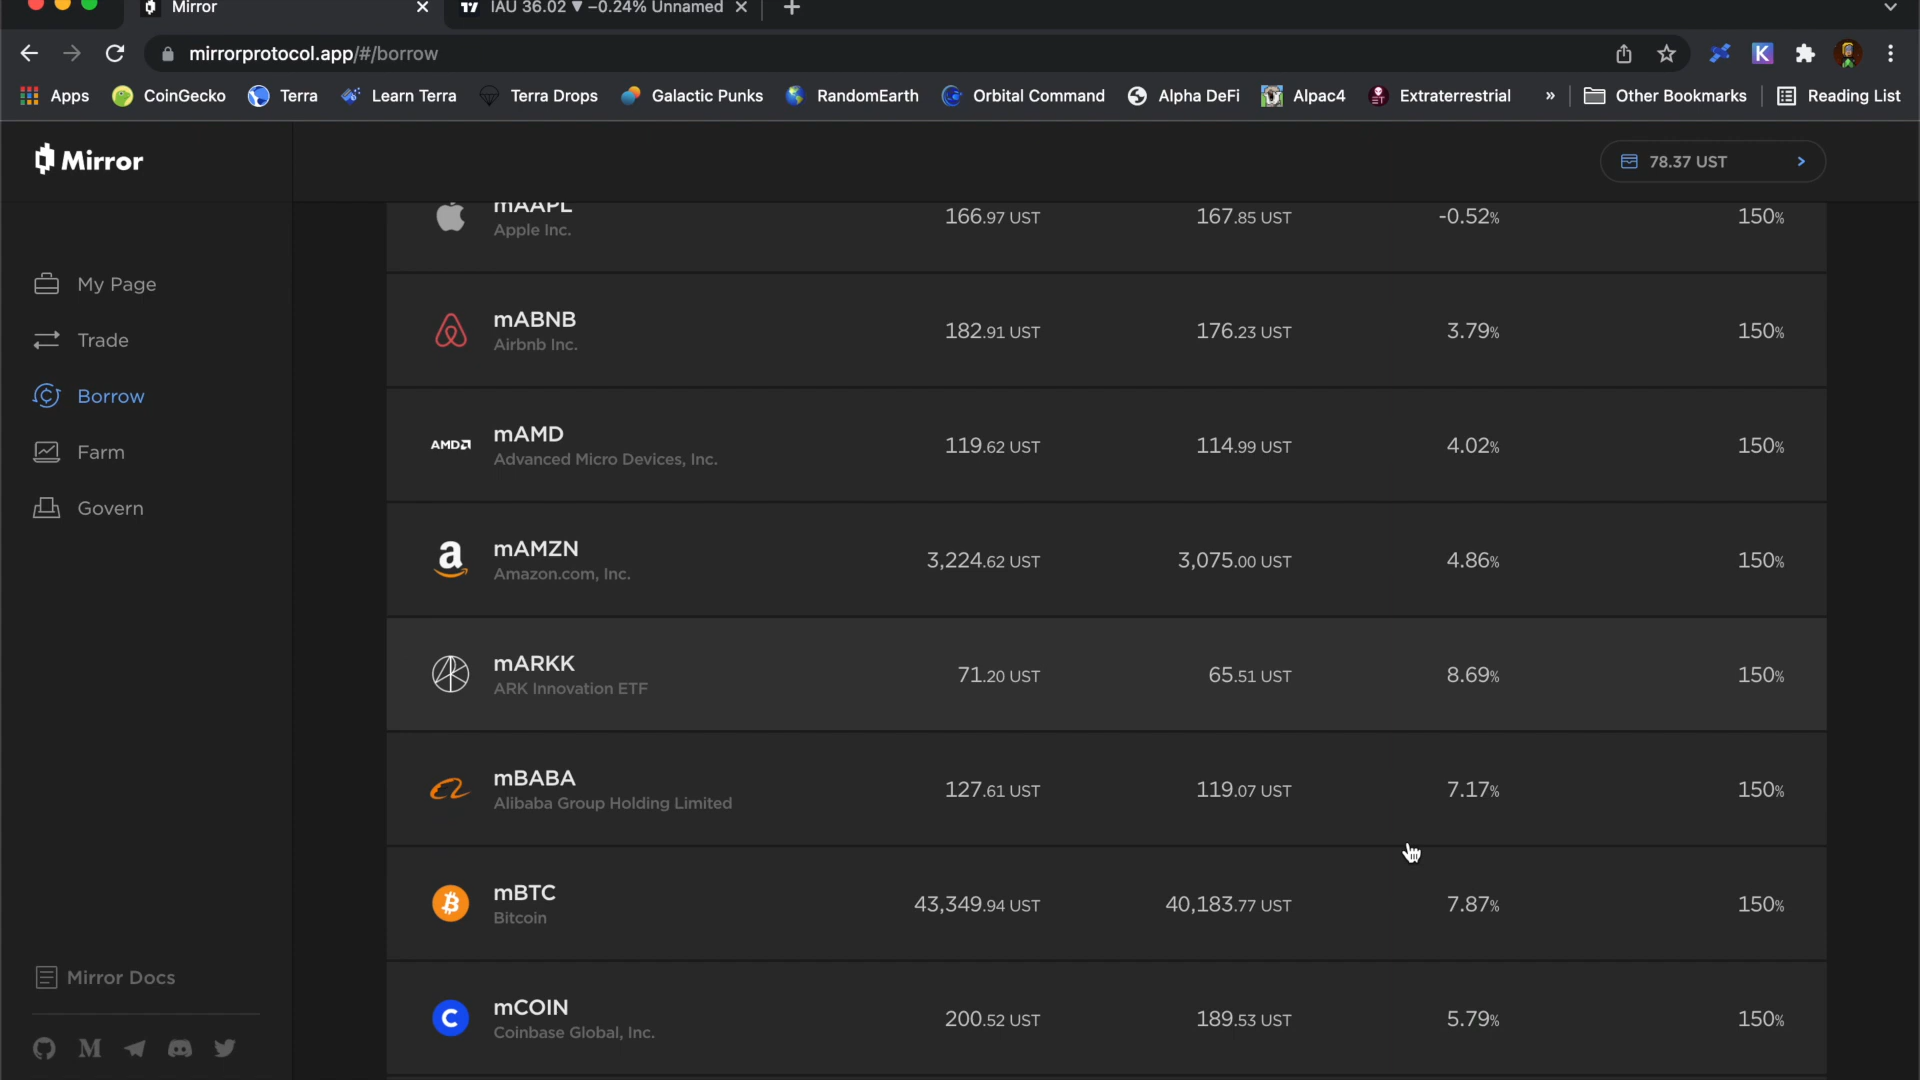 Mirror
IAU 36.02 ▼ −0.24% Unnamed
mirrorprotocol.app/#/borrow
Apps CoinGecko Terra Learn Terra Terra Drops Galactic Punks RandomEarth Orbital Command Alpha DeFi Alpac4 Extraterrestrial » Other Bookmarks Reading List
Mirror
78.37 UST
My Page
Trade
Borrow
Farm
Govern
Mirror Docs
mAAPL 166.97 UST 167.85 UST -0.52% 150%
Apple Inc.
mABNB 182.91 UST 176.23 UST 3.79% 150%
Airbnb Inc.
AMD mAMD 119.62 UST 114.99 UST 4.02% 150%
Advanced Micro Devices, Inc.
mAMZN 3,224.62 UST 3,075.00 UST 4.86% 150%
Amazon.com, Inc.
mARKK 71.20 UST 65.51 UST 8.69% 150%
ARK Innovation ETF
mBABA 127.61 UST 119.07 UST 7.17% 150%
Alibaba Group Holding Limited
mBTC 43,349.94 UST 40,183.77 UST 7.87% 150%
Bitcoin
mCOIN 200.52 UST 189.53 UST 5.79% 150%
Coinbase Global, Inc.